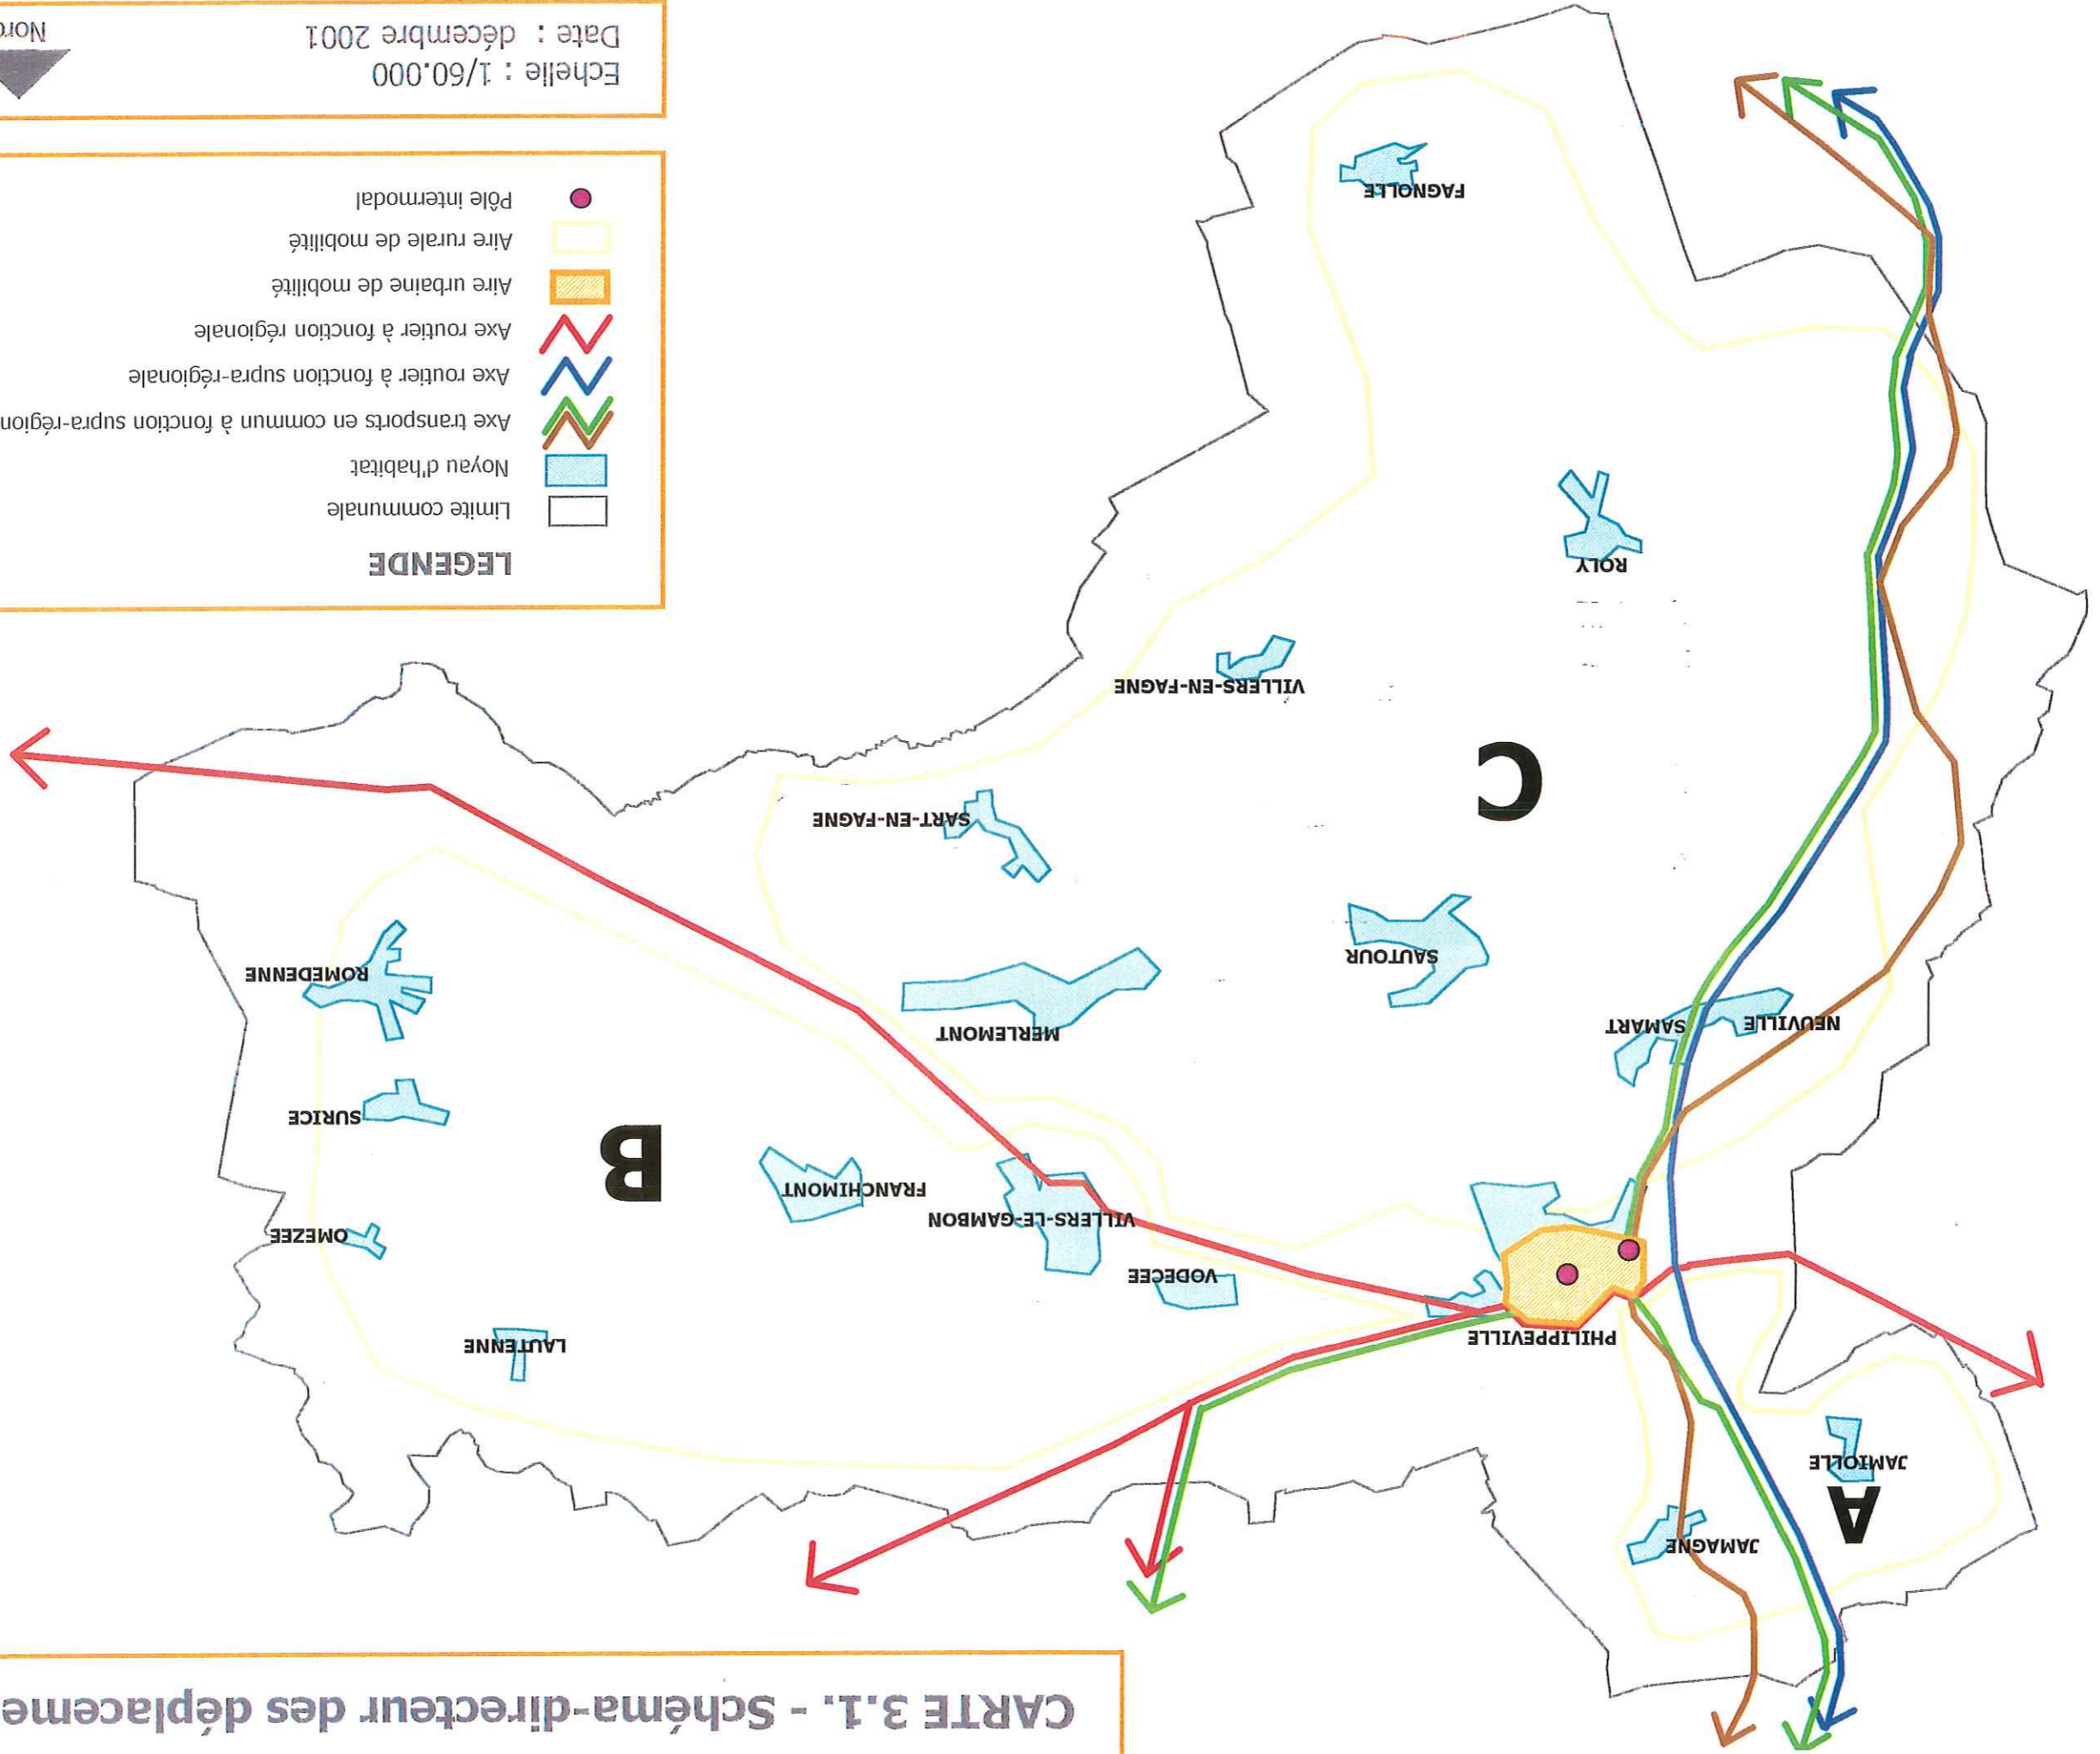 CARTE 3.1. - Schéma-directeur des déplaceme
JAMAGNE
A
JAMIOLLE
PHILIPPEVILLE
LAUTENNE
VODECEE
OMEZEE
VILLERS-LE-GAMBON
FRANCHIMONT
B
SURICE
NEUVILLE
SAMART
MERLEMONT
ROMEDENNE
SAUTOUR
SART-EN-FAGNE
C
VILLERS-EN-FAGNE
ROLY
FAGNOLLE
LEGENDE
Limite communale
Noyau d'habitat
Axe transports en commun à fonction supra-région
Axe routier à fonction supra-régionale
Axe routier à fonction régionale
Aire urbaine de mobilité
Aire rurale de mobilité
Pôle intermodal
Echelle : 1/60.000
Date : décembre 2001
Nord